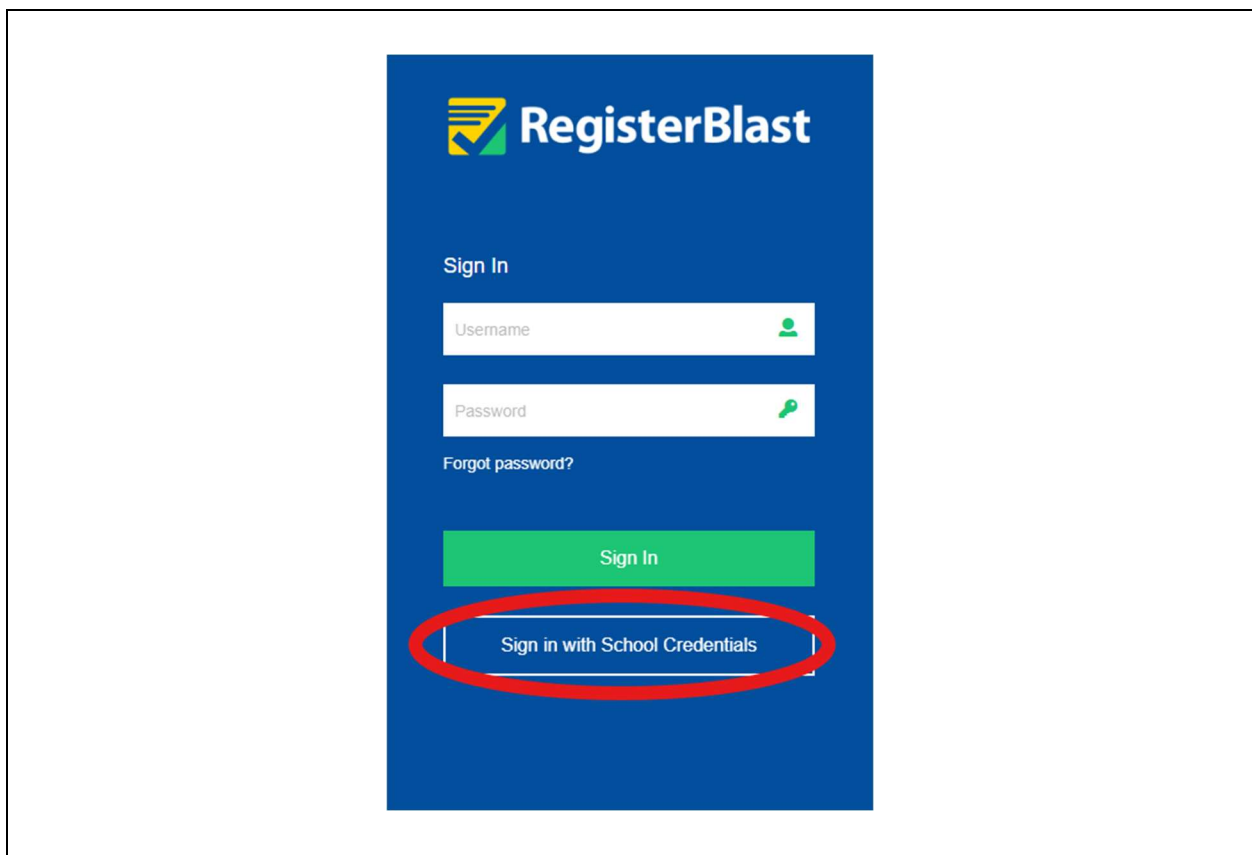 RegisterBlast
Sign In
Username
Password
Forgot password?
Sign In
Sign in with School Credentials